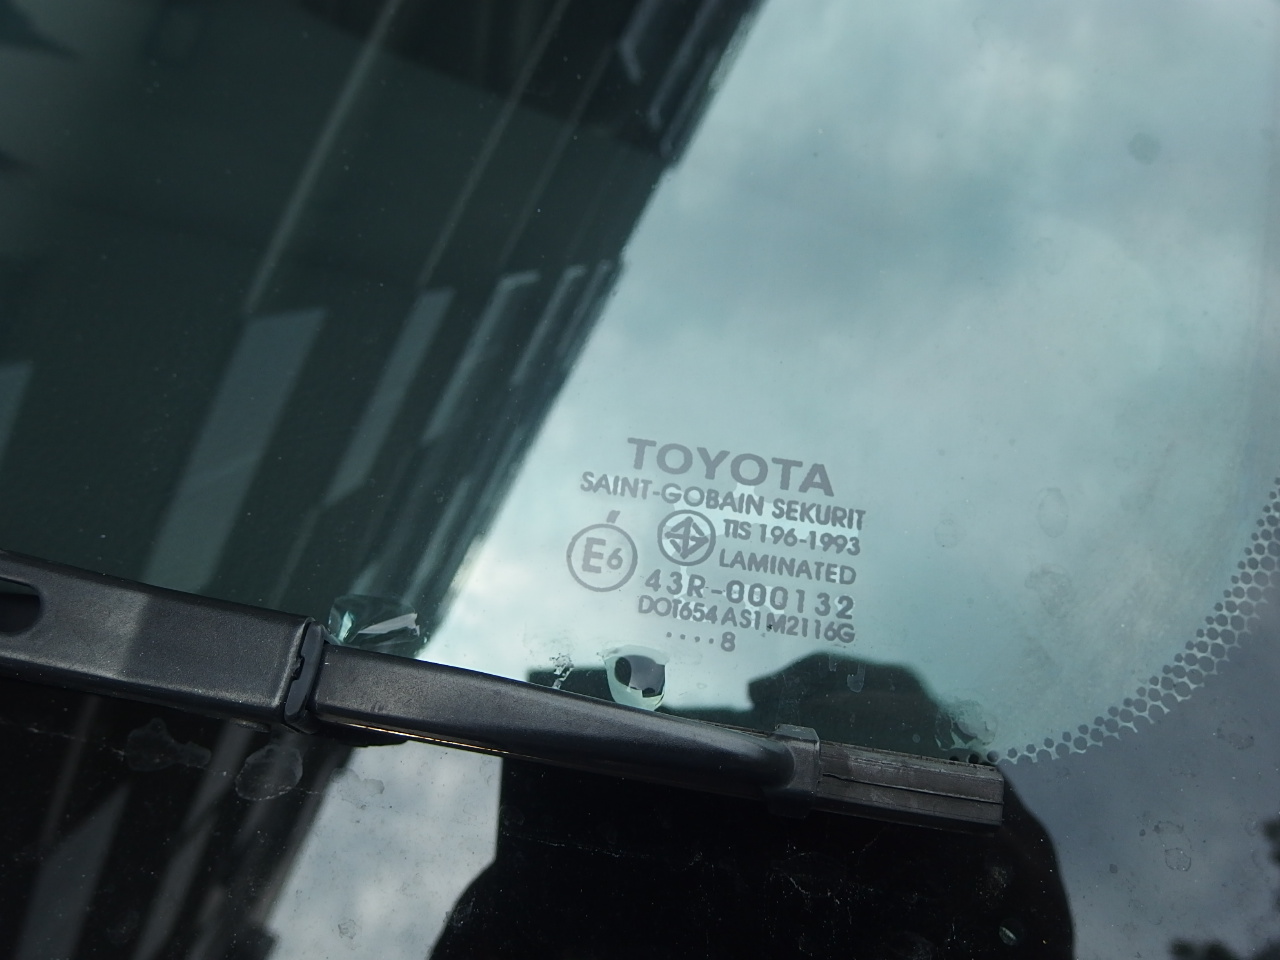 TOYOTA
SAINT-GOBAIN SEKURIT
E6
TIS 196-1993
LAMINATED
43R-000132
DOT654 AS1 M2116G
....8